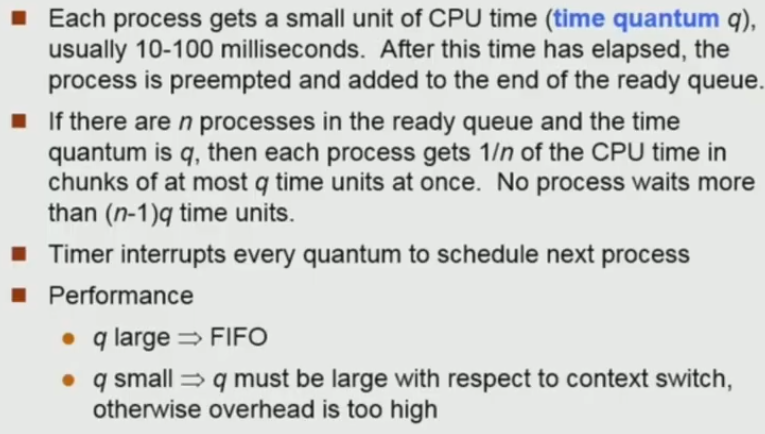 Each process gets a small unit of CPU time (time quantum q),
usually 10-100 milliseconds. After this time has elapsed, the
process is preempted and added to the end of the ready queue.
If there are n processes in the ready queue and the time
quantum is q, then each process gets 1/n of the CPU time in
chunks of at most q time units at once. No process waits more
than (n-1)q time units.
Timer interrupts every quantum to schedule next process
Performance
q large ⇒ FIFO
q small ⇒ q must be large with respect to context switch,
otherwise overhead is too high